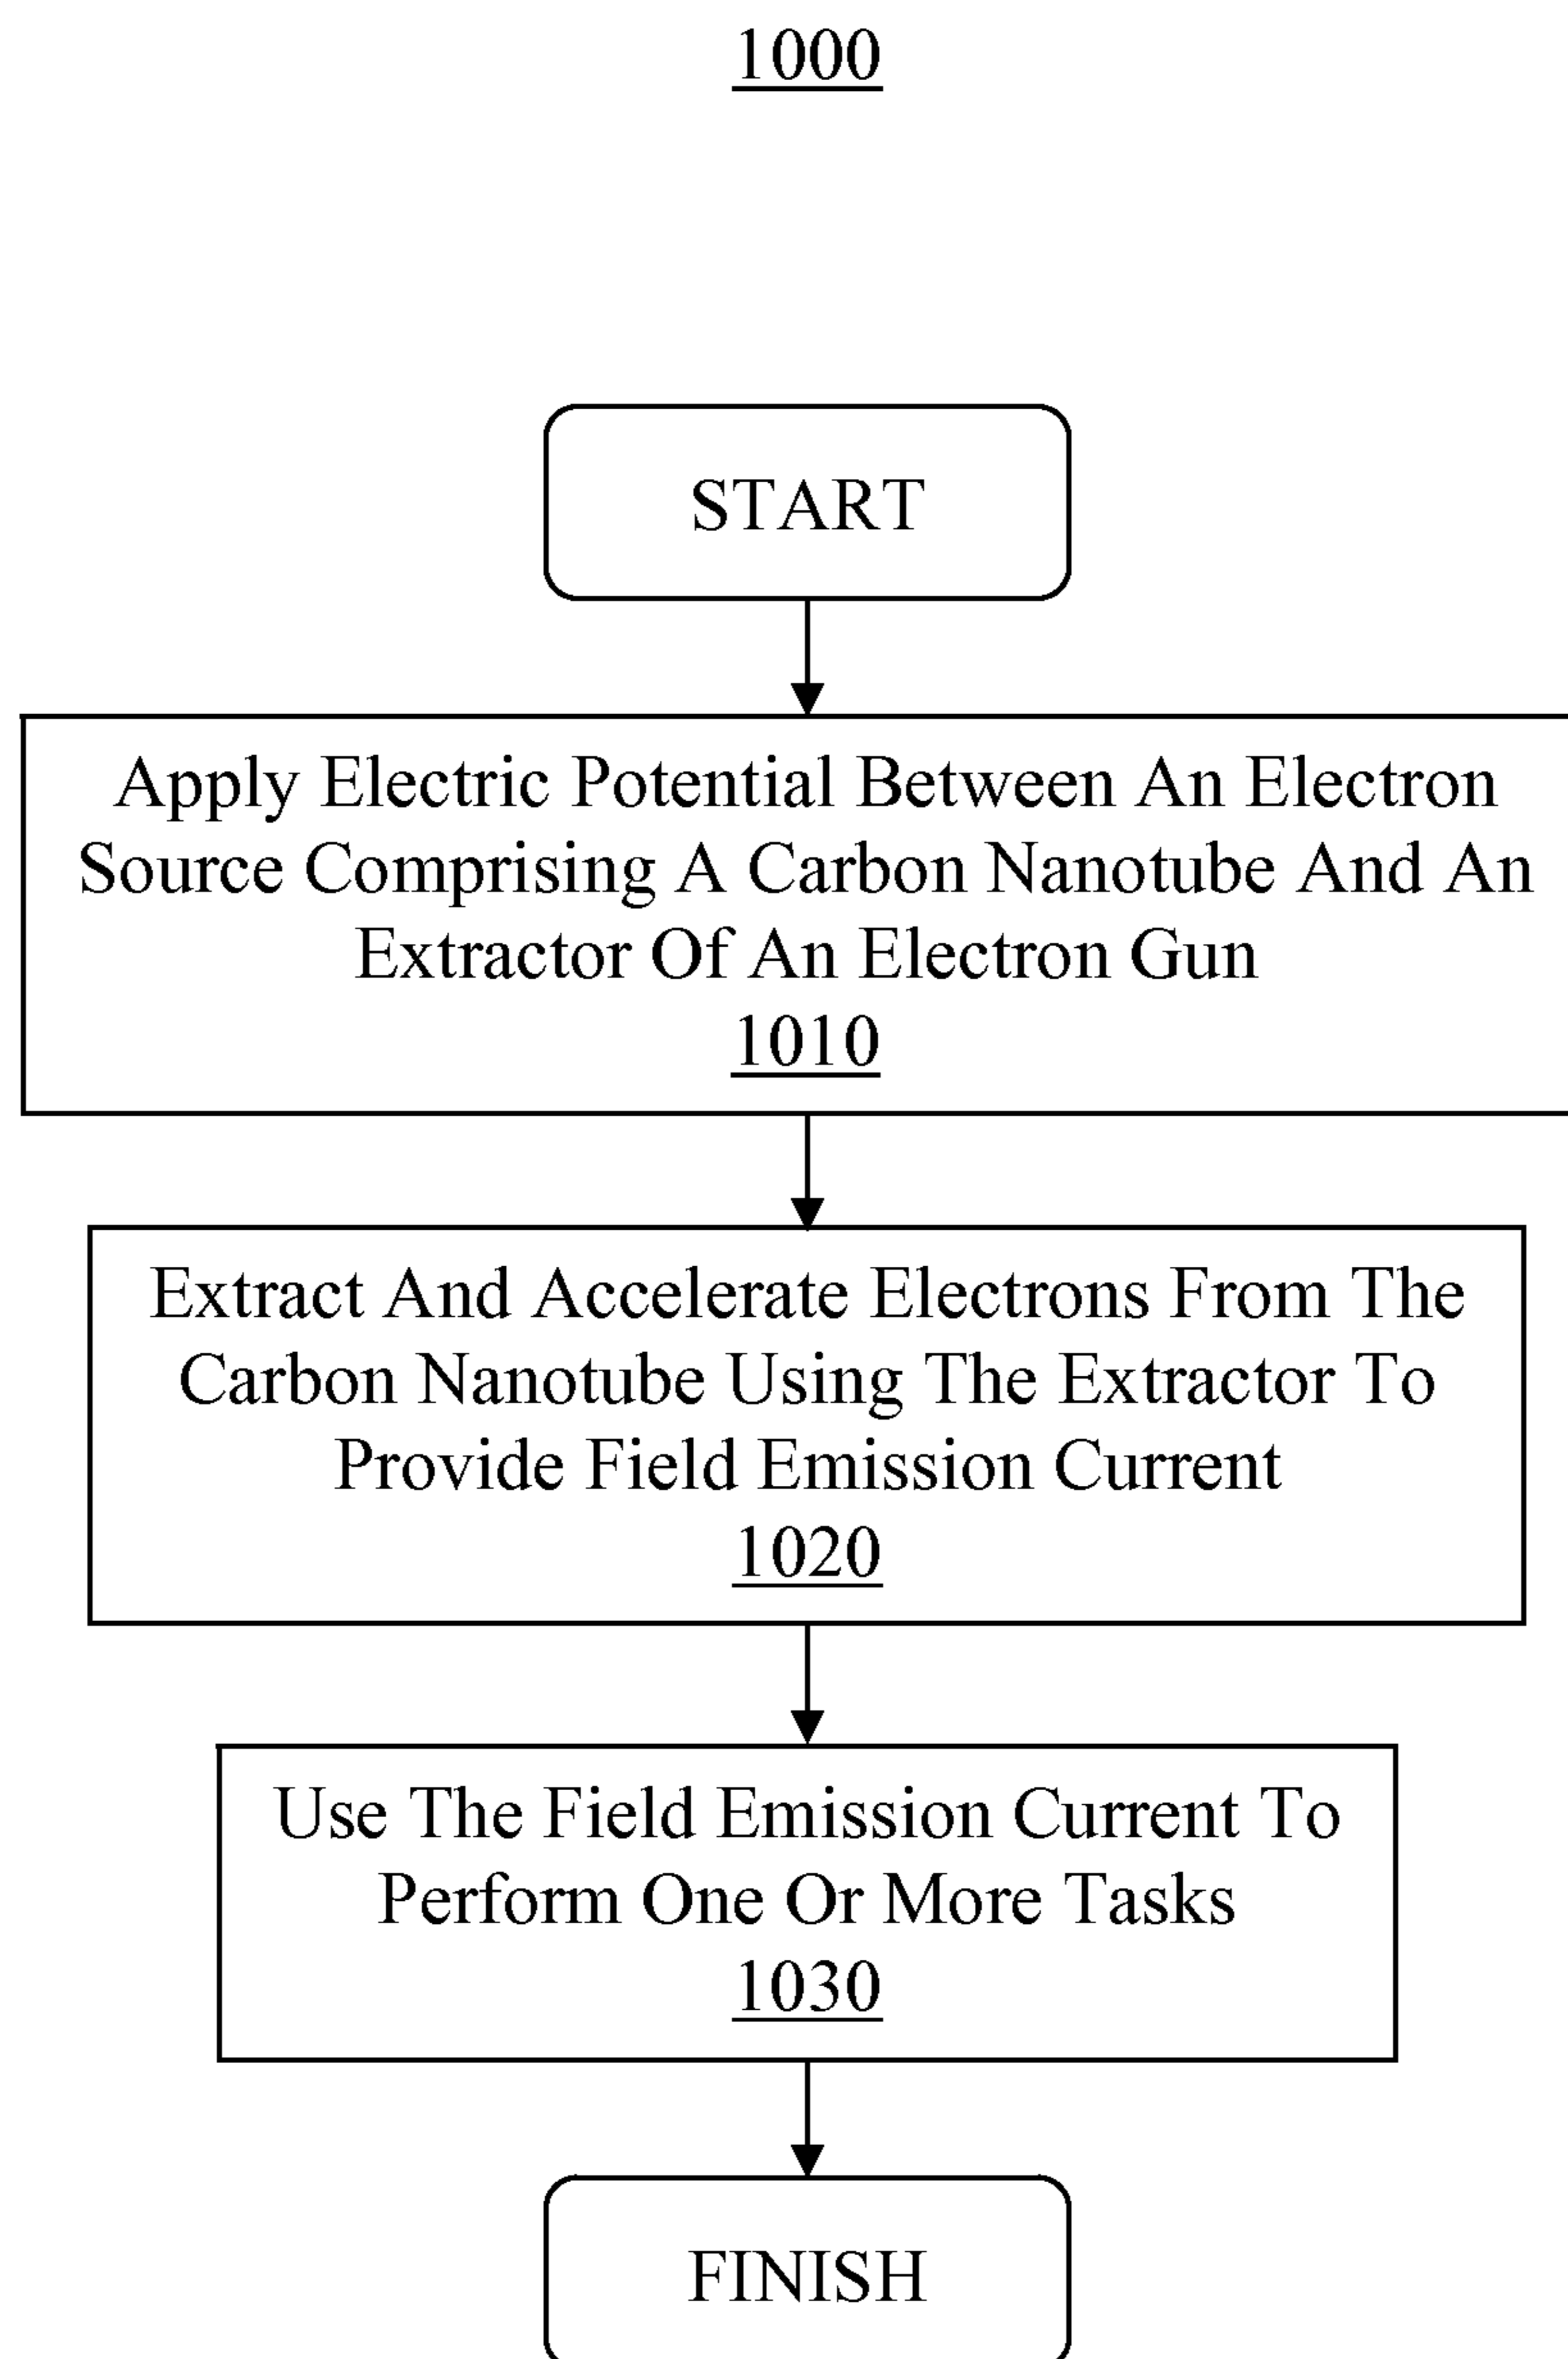 1000
START
Apply Electric Potential Between An Electron
Source Comprising A Carbon Nanotube And An
Extractor Of An Electron Gun
1010
Extract And Accelerate Electrons From The
Carbon Nanotube Using The Extractor To
Provide Field Emission Current
1020
Use The Field Emission Current To
Perform One Or More Tasks
1030
FINISH